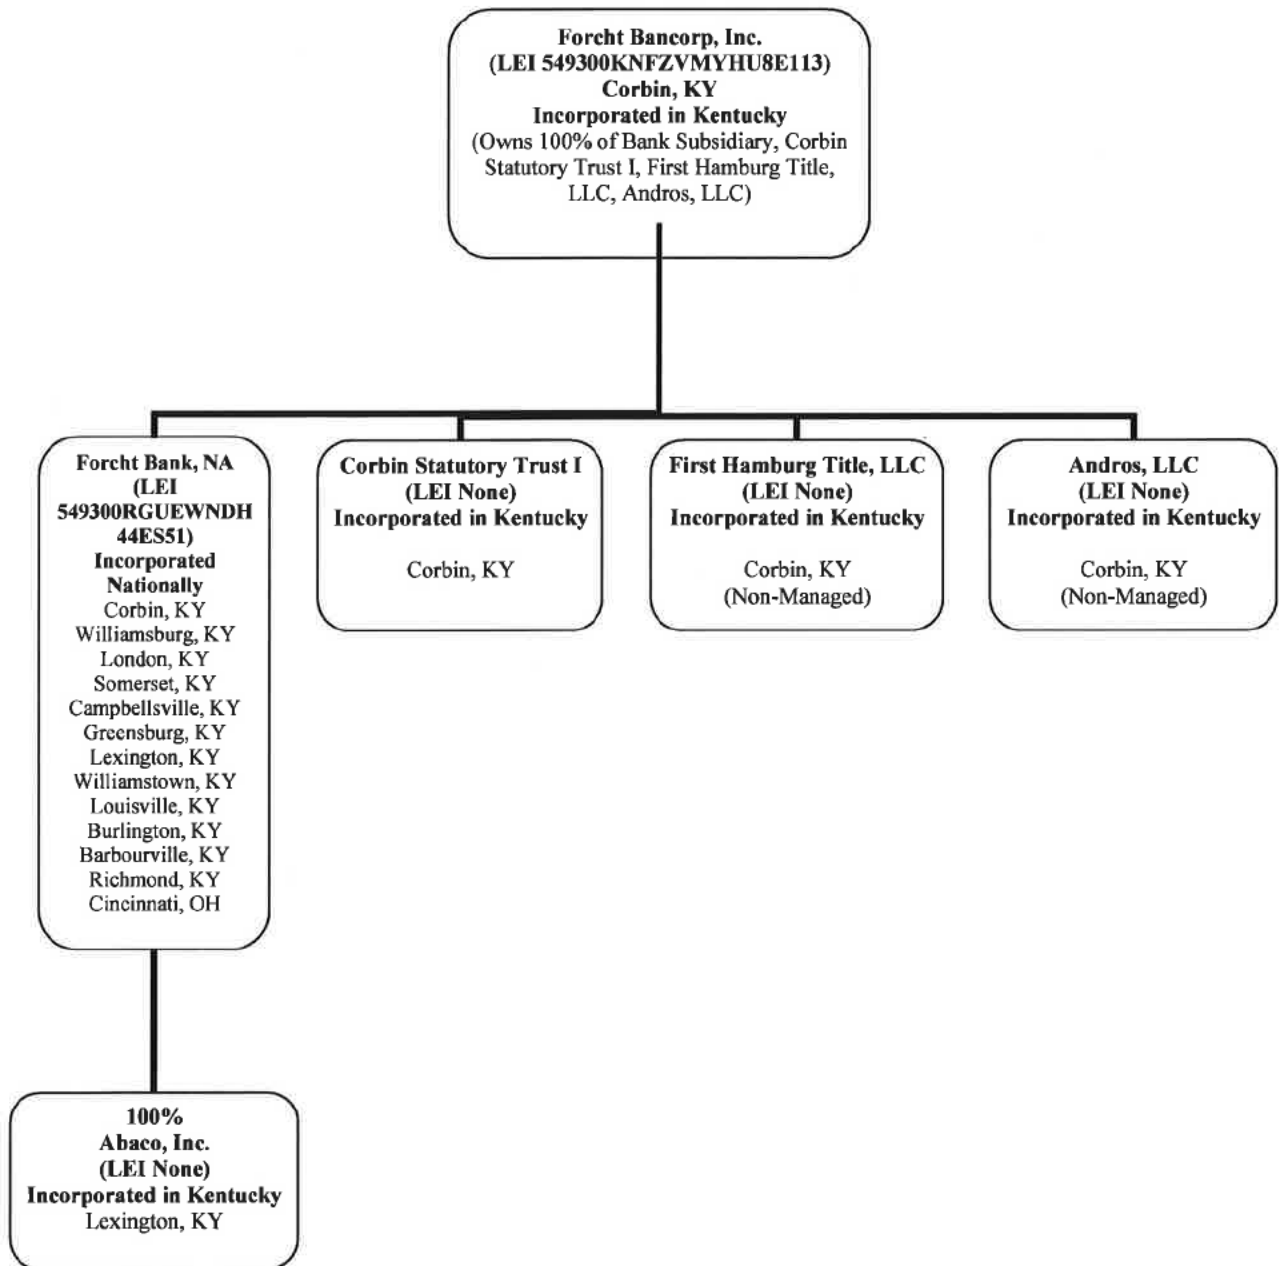 Forcht Bancorp, Inc.
(LEI 549300KNFZVMYHU8E113)
Corbin, KY
Incorporated in Kentucky
(Owns 100% of Bank Subsidiary, Corbin
Statutory Trust I, First Hamburg Title,
LLC, Andros, LLC)
Forcht Bank, NA
(LEI
549300RGUEWNDH
44ES51)
Incorporated
Nationally
Corbin, KY
Williamsburg, KY
London, KY
Somerset, KY
Campbellsville, KY
Greensburg, KY
Lexington, KY
Williamstown, KY
Louisville, KY
Burlington, KY
Barbourville, KY
Richmond, KY
Cincinnati, OH
Corbin Statutory Trust I
(LEI None)
Incorporated in Kentucky
Corbin, KY
First Hamburg Title, LLC
(LEI None)
Incorporated in Kentucky
Corbin, KY
(Non-Managed)
Andros, LLC
(LEI None)
Incorporated in Kentucky
Corbin, KY
(Non-Managed)
100%
Abaco, Inc.
(LEI None)
Incorporated in Kentucky
Lexington, KY